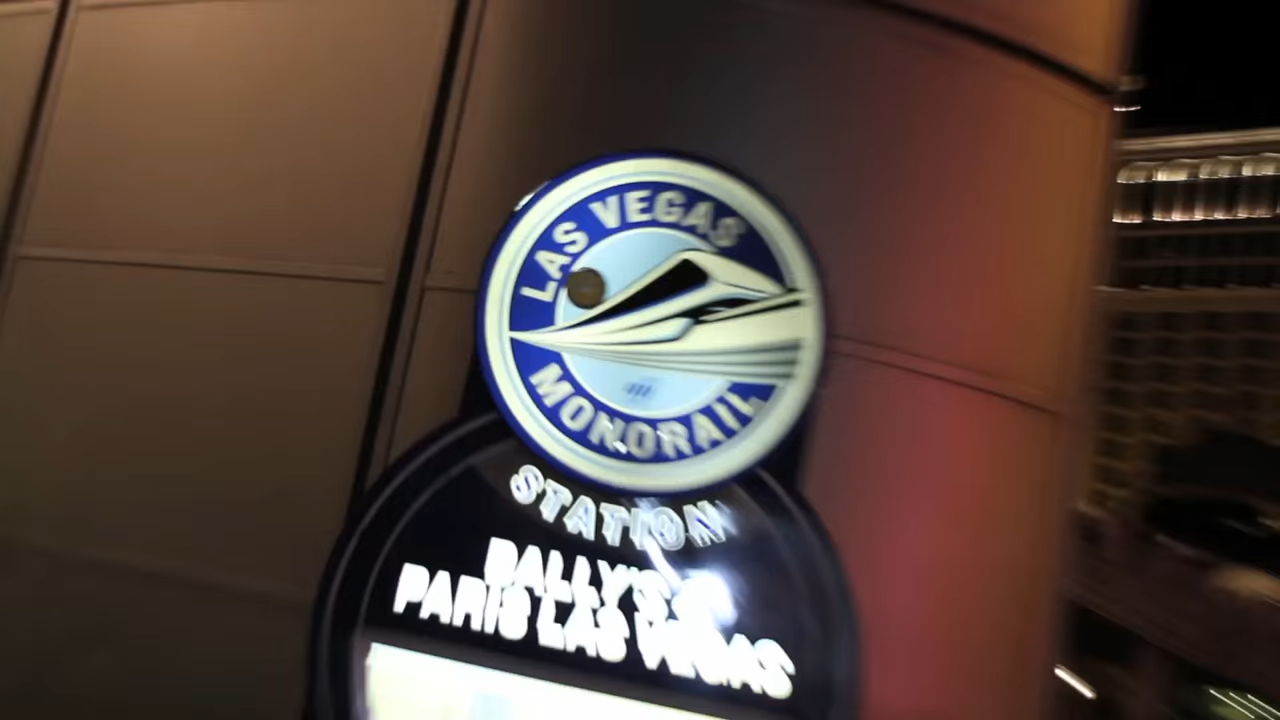 LAS VEGAS
MONORAIL
STATION
BALLY'S &
PARIS LAS VEGAS